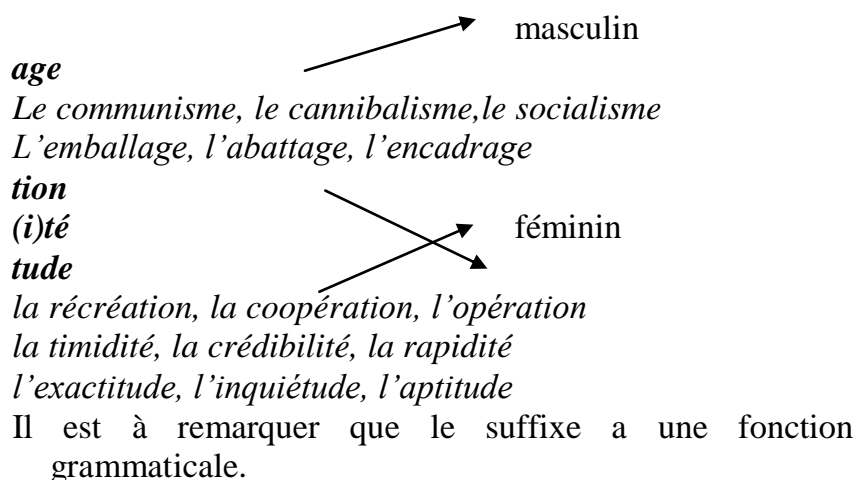 masculin
age
Le communisme, le cannibalisme,le socialisme
L’emballage, l’abattage, l’encadrage
tion
(i)té féminin
tude
la récréation, la coopération, l’opération
la timidité, la crédibilité, la rapidité
l’exactitude, l’inquiétude, l’aptitude
Il est à remarquer que le suffixe a une fonction
grammaticale.